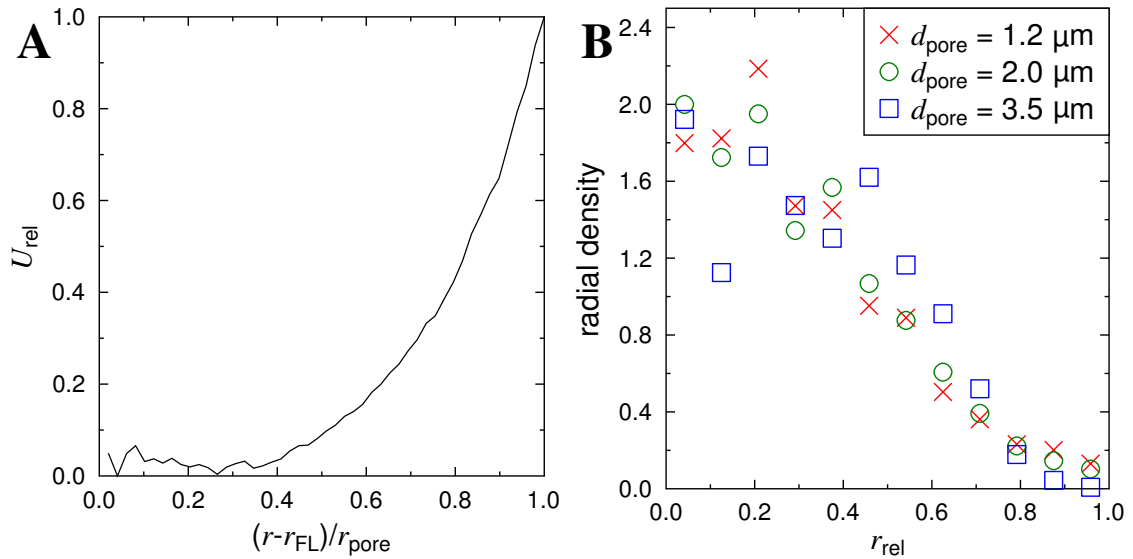 A
1.0
0.8
0.6
0.4
0.2
0.0
U_rel
0.0 0.2 0.4 0.6 0.8 1.0
(r-r_FL)/r_pore
B
2.4
2.0
1.6
1.2
0.8
0.4
0.0
radial density
d_pore = 1.2 μm
d_pore = 2.0 μm
d_pore = 3.5 μm
0.0 0.2 0.4 0.6 0.8 1.0
r_rel